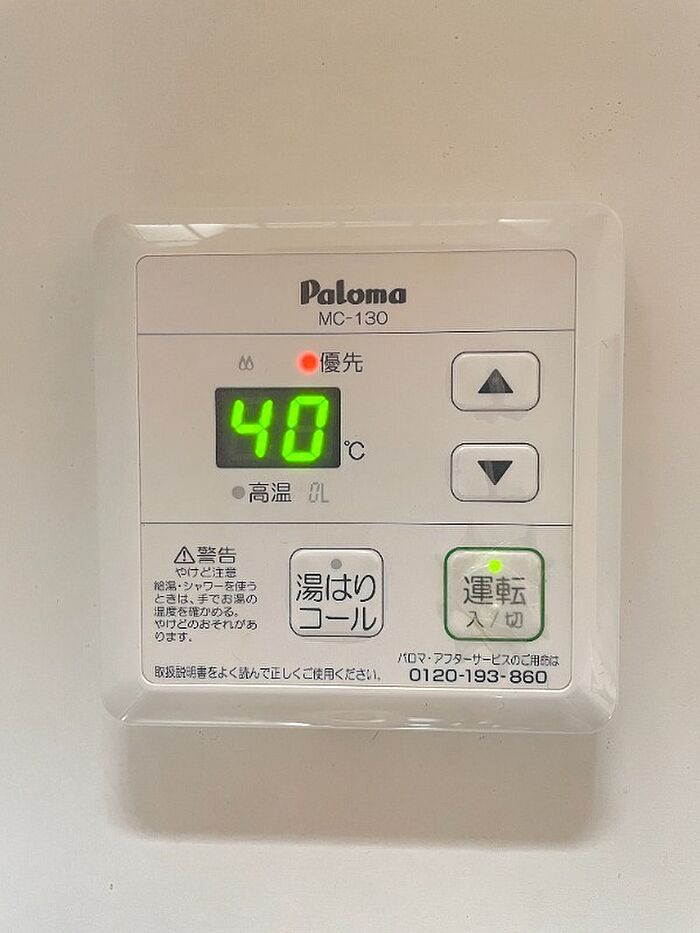 Paloma
MC-130
優先
40
℃
高温 0L
▲
▼
⚠警告
やけど注意
給湯・シャワーを使う
ときは、手でお湯の
温度を確かめる。
やけどのおそれがあ
ります。
湯はり
コール
運転
入/切
取扱説明書をよく読んで正しくご使用ください。
パロマ・アフターサービスのご用命は
0120-193-860